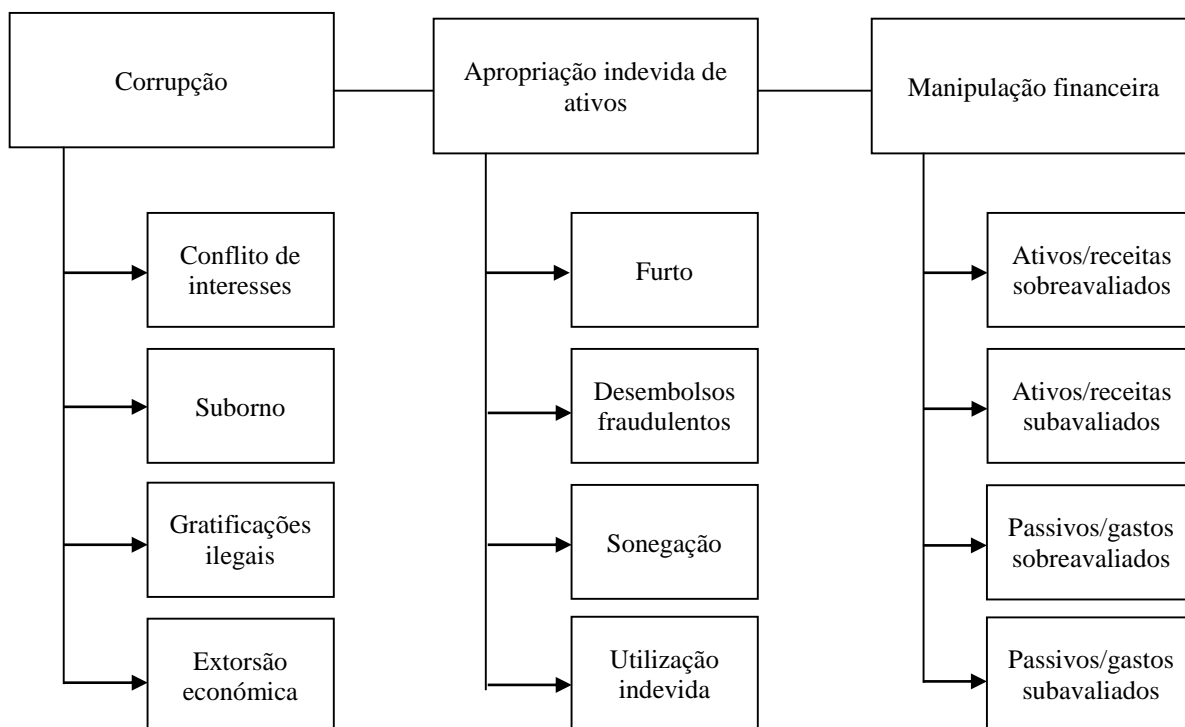 Corrupção
Apropriação indevida de
ativos
Manipulação financeira
Conflito de
interesses
Suborno
Gratificações
ilegais
Extorsão
económica
Furto
Desembolsos
fraudulentos
Sonegação
Utilização
indevida
Ativos/receitas
sobreavaliados
Ativos/receitas
subavaliados
Passivos/gastos
sobreavaliados
Passivos/gastos
subavaliados